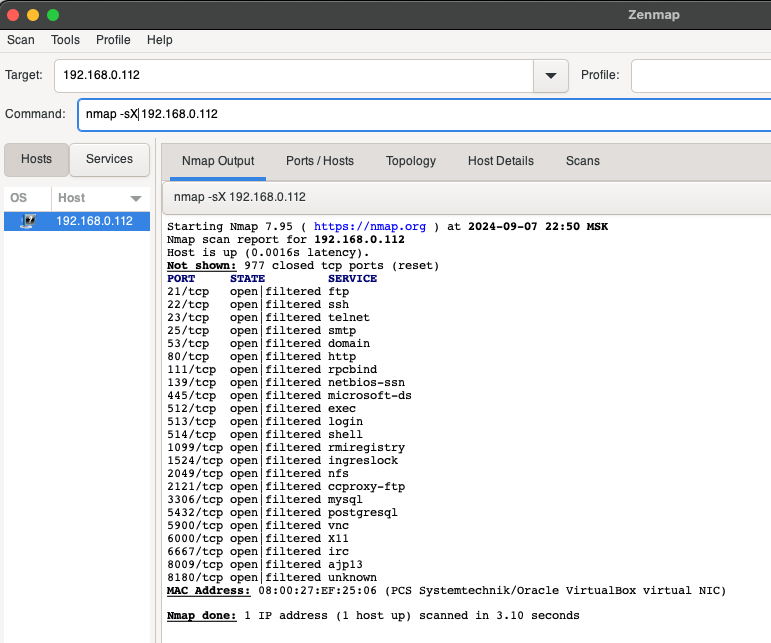 Zenmap
Scan Tools Profile Help
Target: 192.168.0.112 Profile:
Command: nmap -sX 192.168.0.112
Hosts Services
Nmap Output Ports / Hosts Topology Host Details Scans
OS Host
nmap -sX 192.168.0.112
192.168.0.112
Starting Nmap 7.95 ( https://nmap.org ) at 2024-09-07 22:50 MSK
Nmap scan report for 192.168.0.112
Host is up (0.0016s latency).
Not shown: 977 closed tcp ports (reset)
PORT STATE SERVICE
21/tcp open|filtered ftp
22/tcp open|filtered ssh
23/tcp open|filtered telnet
25/tcp open|filtered smtp
53/tcp open|filtered domain
80/tcp open|filtered http
111/tcp open|filtered rpcbind
139/tcp open|filtered netbios-ssn
445/tcp open|filtered microsoft-ds
512/tcp open|filtered exec
513/tcp open|filtered login
514/tcp open|filtered shell
1099/tcp open|filtered rmiregistry
1524/tcp open|filtered ingreslock
2049/tcp open|filtered nfs
2121/tcp open|filtered ccproxy-ftp
3306/tcp open|filtered mysql
5432/tcp open|filtered postgresql
5900/tcp open|filtered vnc
6000/tcp open|filtered X11
6667/tcp open|filtered irc
8009/tcp open|filtered ajp13
8180/tcp open|filtered unknown
MAC Address: 08:00:27:EF:25:06 (PCS Systemtechnik/Oracle VirtualBox virtual NIC)
Nmap done: 1 IP address (1 host up) scanned in 3.10 seconds